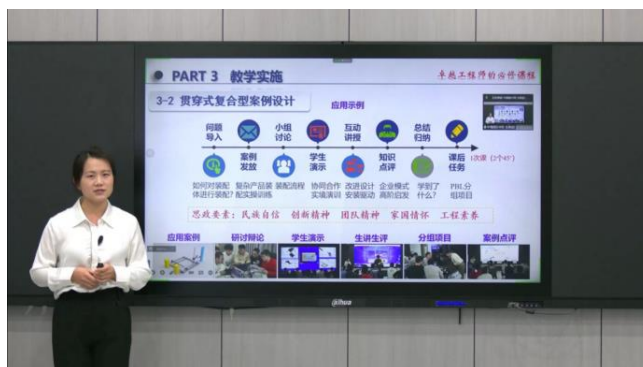 PART 3 教学实施
卓越工程师的必修课程
3-2 贯穿式复合型案例设计
应用示例
问题 小组 互动 总结
导入 讨论 讲授 归纳
案例 学生 知识 课后
发放 演示 点评 任务
1次课（2个45'）
如何对装配 复杂产品装 装配流程 协同合作 改进设计 企业模式 学到了 PBL分
体进行装配? 配实操训练 实境演训 安装驱动 高阶启发 什么? 组项目
思政要素：民族自信 创新精神 团队精神 家国情怀 工程素养
应用案例 研讨辩论 学生演示 生讲生评 分组项目 案例点评
alhua